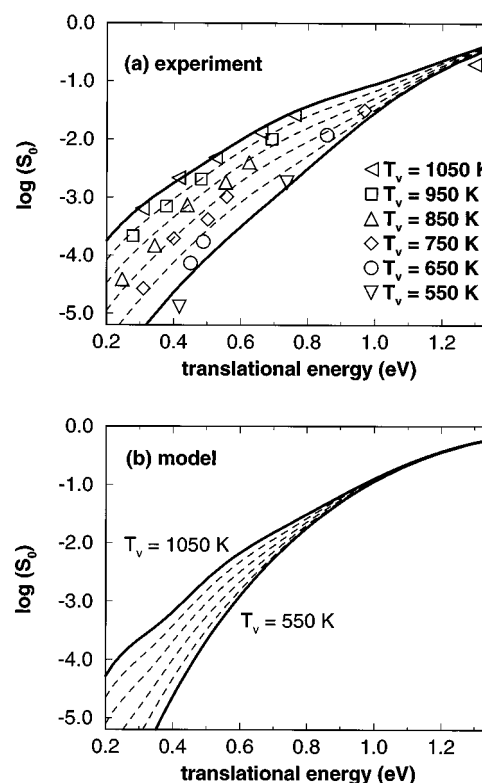 0.0
(a) experiment
-1.0
-2.0
log (S0)
-3.0
-4.0
-5.0
Tv = 1050 K
Tv = 950 K
Tv = 850 K
Tv = 750 K
Tv = 650 K
Tv = 550 K
0.2 0.4 0.6 0.8 1.0 1.2
translational energy (eV)
0.0
(b) model
-1.0
Tv = 1050 K
-2.0
log (S0)
-3.0
Tv = 550 K
-4.0
-5.0
0.2 0.4 0.6 0.8 1.0 1.2
translational energy (eV)